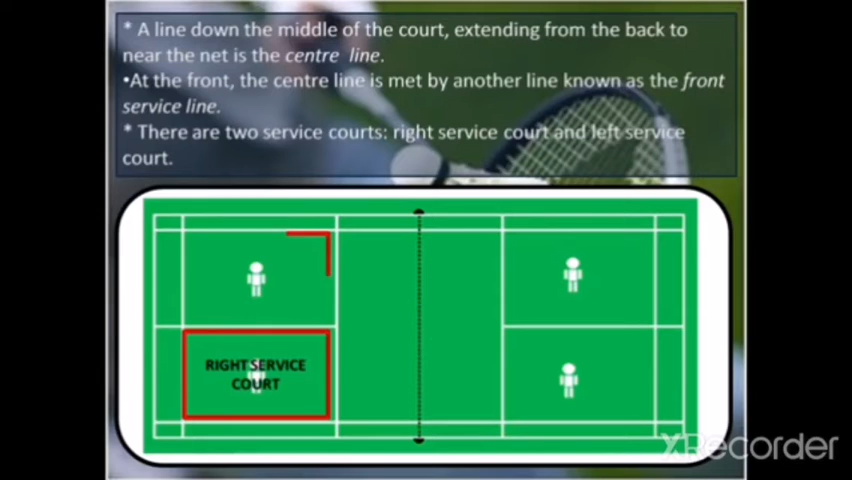 * A line down the middle of the court, extending from the back to
near the net is the centre line.
•At the front, the centre line is met by another line known as the front
service line.
* There are two service courts: right service court and left service
court.
RIGHT SERVICE
COURT
XRecorder